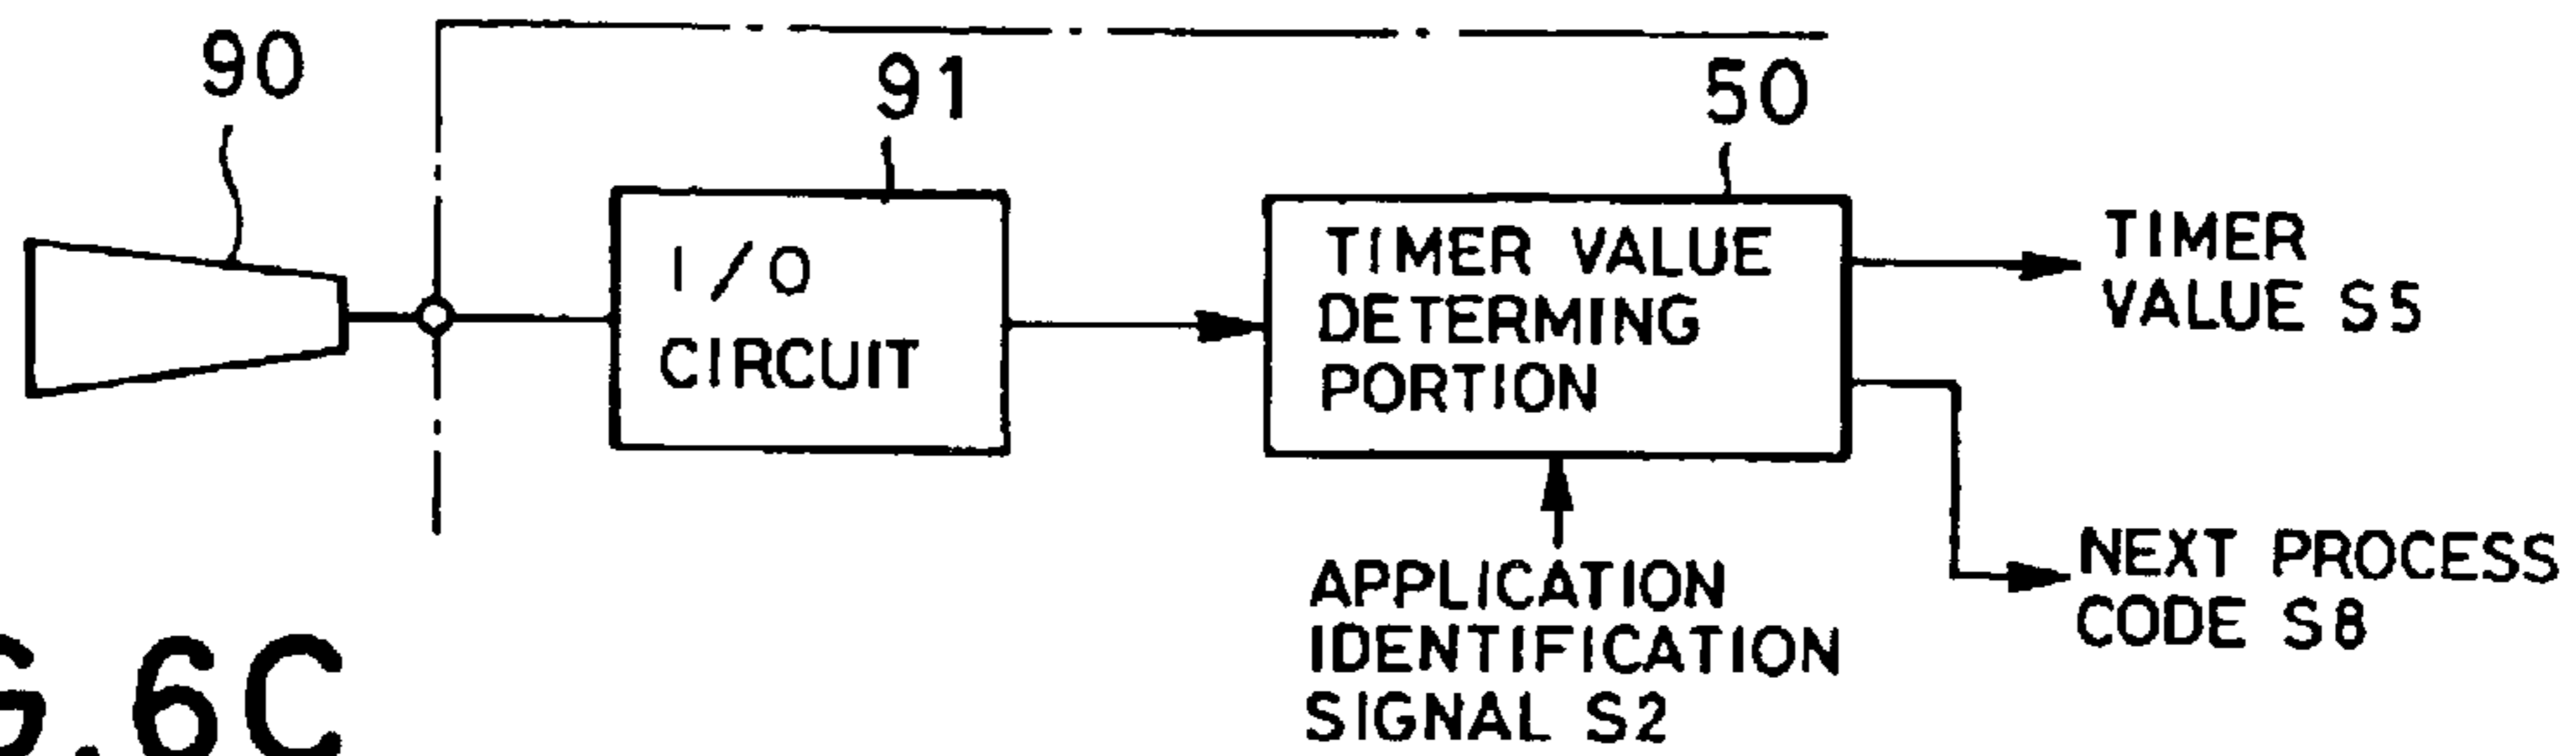 90
91
50
I/O
CIRCUIT
TIMER VALUE
DETERMING
PORTION
TIMER
VALUE S5
NEXT PROCESS
CODE S8
APPLICATION
IDENTIFICATION
SIGNAL S2
G.6C